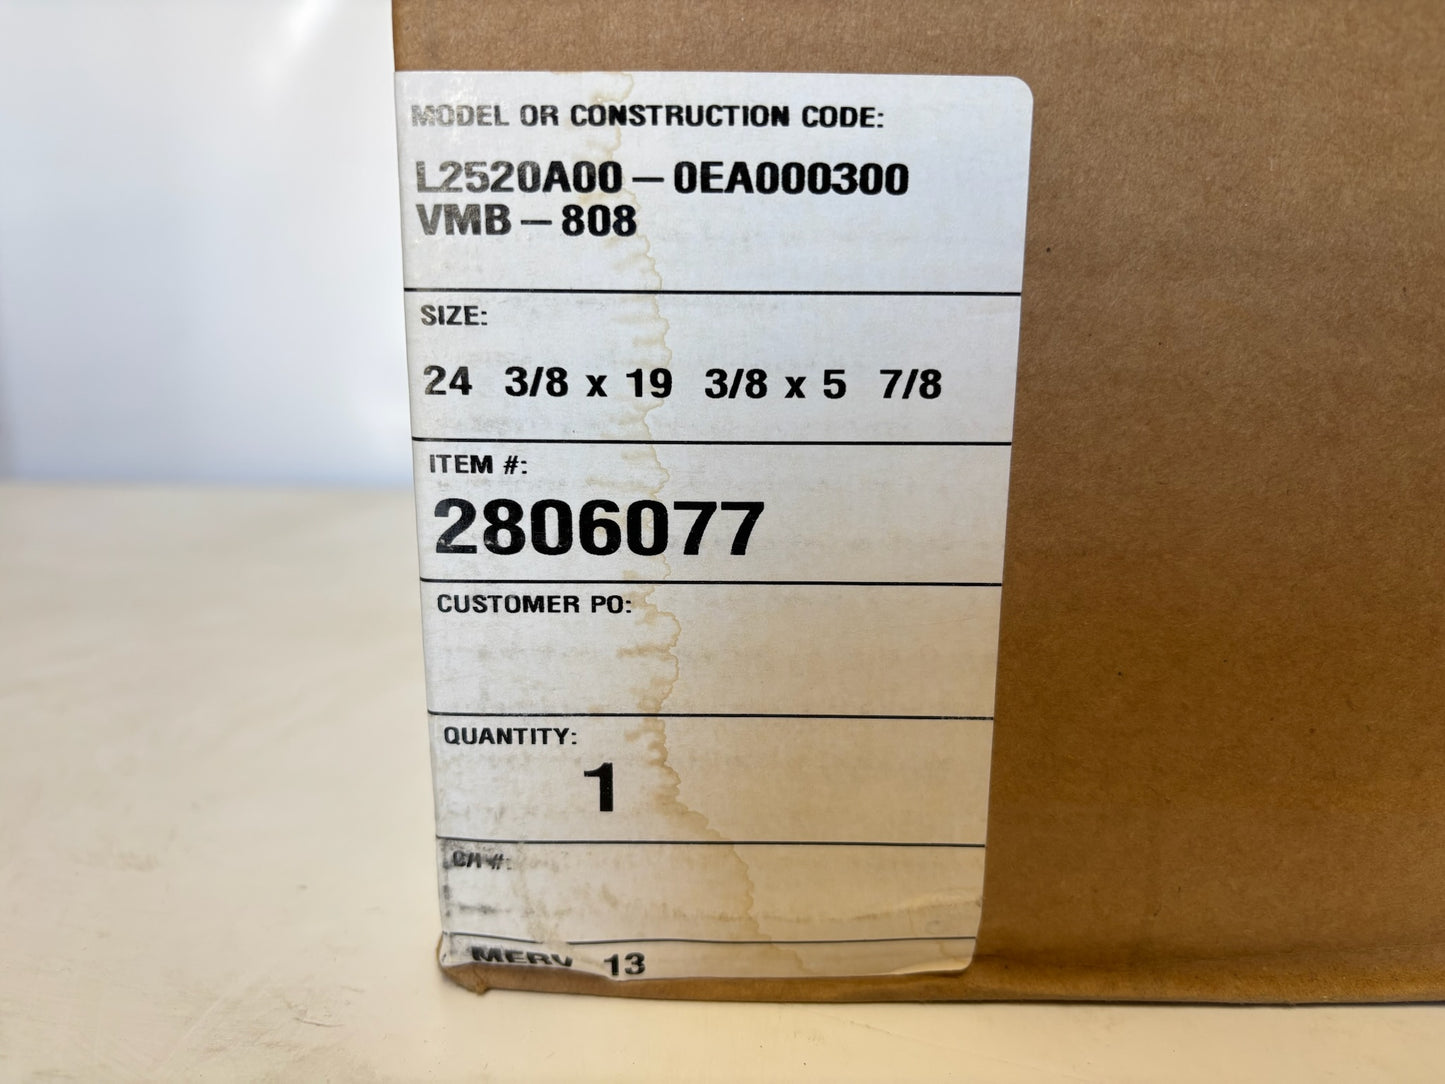 MODEL OR CONSTRUCTION CODE:
L2520A00-0EA000300
VMB-808
SIZE:
24 3/8 x 19 3/8 x 5 7/8
ITEM #:
2806077
CUSTOMER PO:
QUANTITY:
1
#:
MERV 13